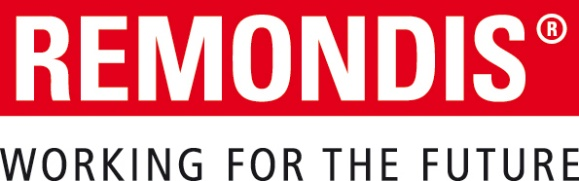 REMONDIS®
WORKING FOR THE FUTURE